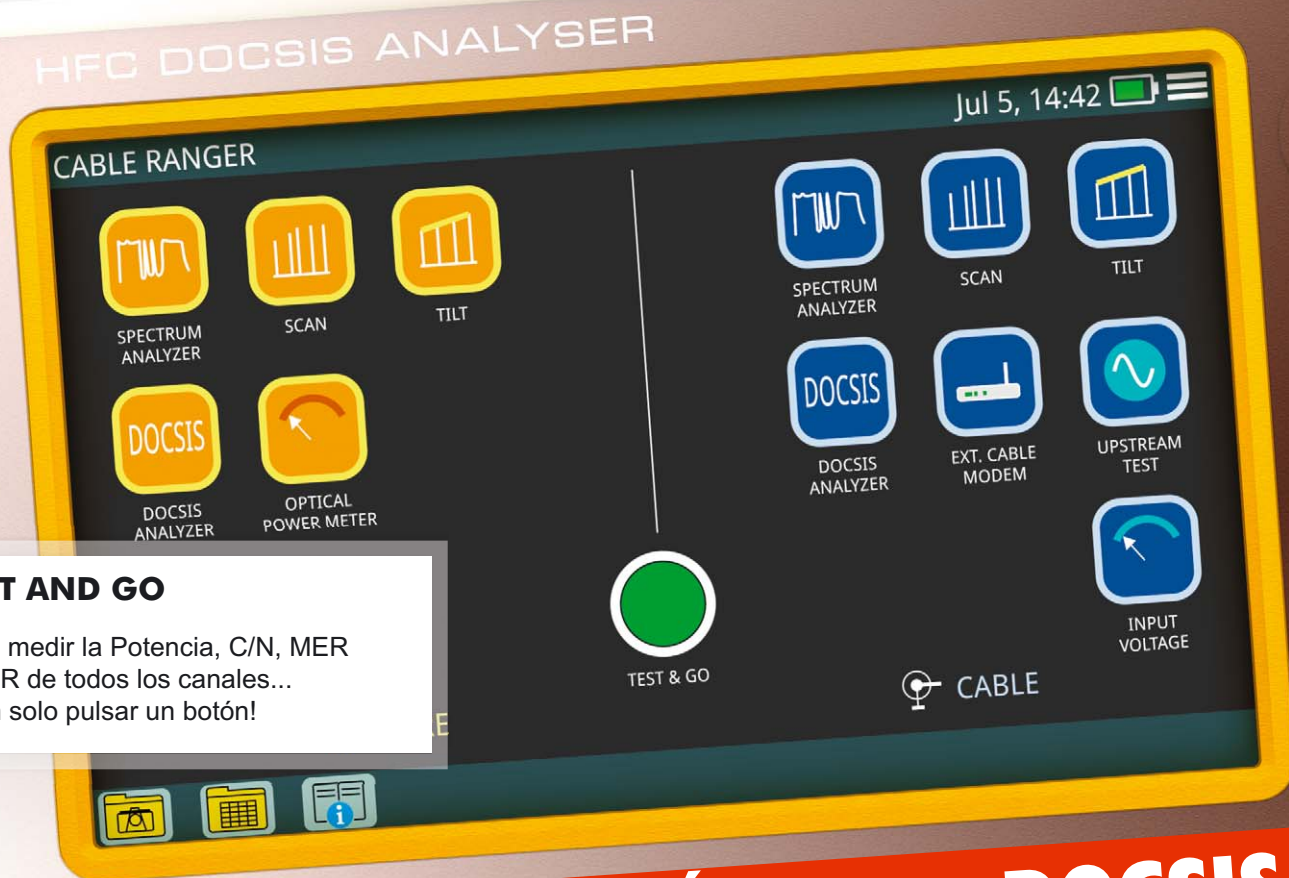 HFC DOCSIS ANALYSER
Jul 5, 14:42
CABLE RANGER
SPECTRUM
ANALYZER
SCAN
TILT
DOCSIS
DOCSIS
ANALYZER
OPTICAL
POWER METER
SPECTRUM
ANALYZER
SCAN
TILT
DOCSIS
DOCSIS
ANALYZER
EXT. CABLE
MODEM
UPSTREAM
TEST
INPUT
VOLTAGE
TEST & GO
CABLE
T AND GO
medir la Potencia, C/N, MER
R de todos los canales...
solo pulsar un botón!
DOCSIS